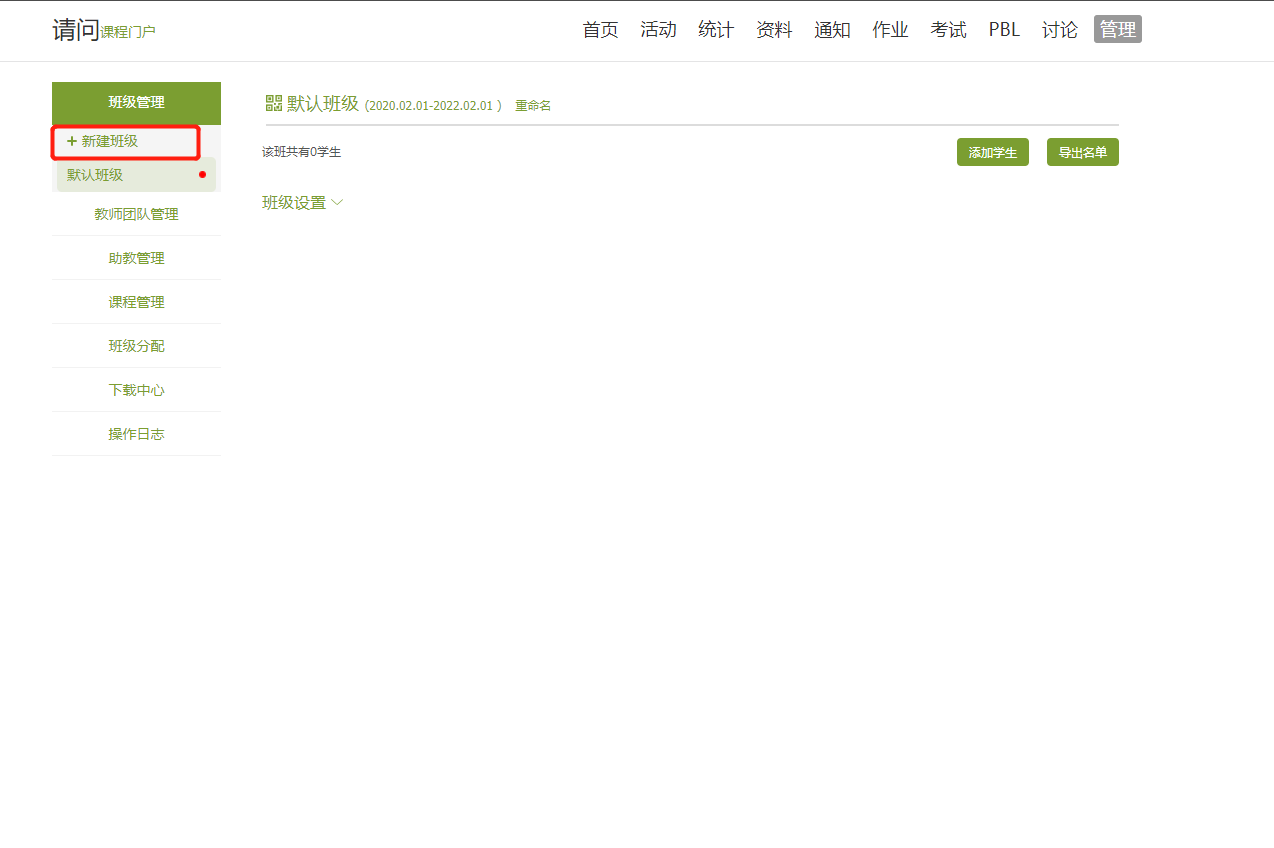 请问课程门户
首页 活动 统计 资料 通知 作业 考试 PBL 讨论 管理
班级管理
+ 新建班级
默认班级
教师团队管理
助教管理
课程管理
班级分配
下载中心
操作日志
默认班级 (2020.02.01-2022.02.01 ) 重命名
该班共有0学生
添加学生 导出名单
班级设置